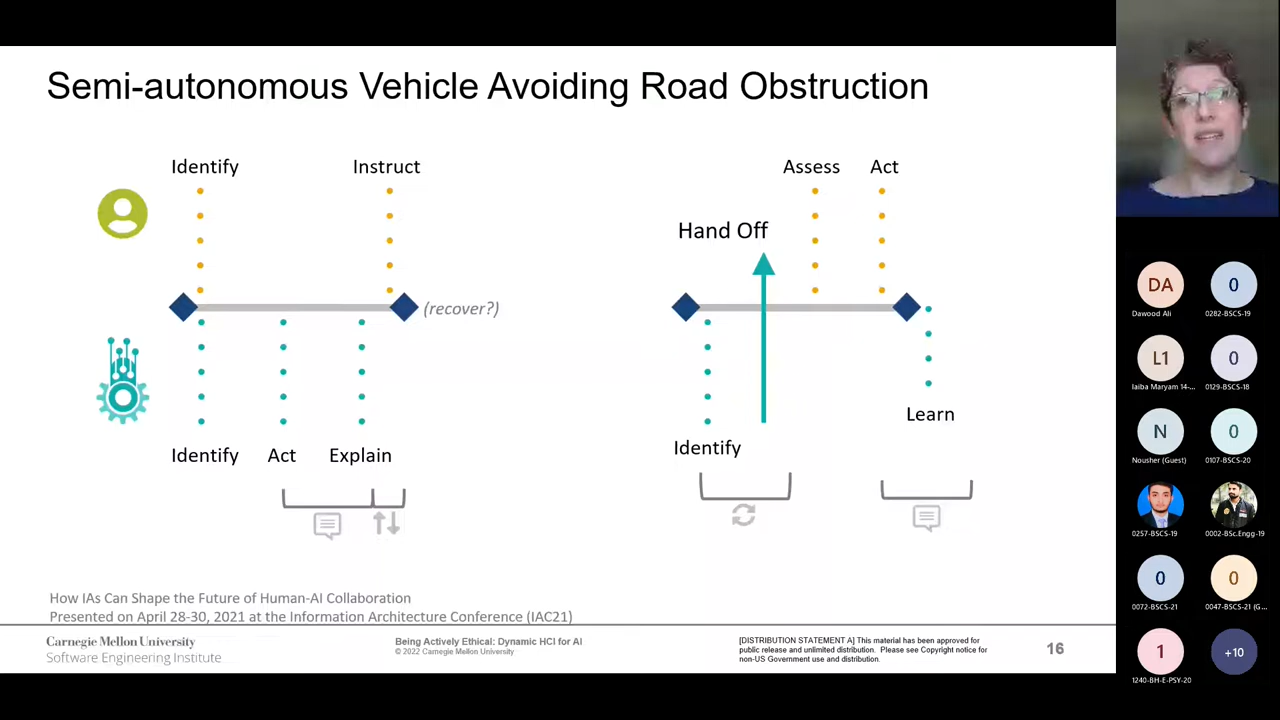 Semi-autonomous Vehicle Avoiding Road Obstruction
Identify
Instruct
(recover?)
Identify
Act
Explain
Assess
Act
Hand Off
Identify
Learn
How IAs Can Shape the Future of Human-AI Collaboration
Presented on April 28-30, 2021 at the Information Architecture Conference (IAC21)
Carnegie Mellon University
Software Engineering Institute
Being Actively Ethical: Dynamic HCI for AI
© 2022 Carnegie Mellon University
[DISTRIBUTION STATEMENT A] This material has been approved for
public release and unlimited distribution. Please see Copyright notice for
non-US Government use and distribution.
16
DA
Dawood Ali
0
0282-BSCS-19
L1
laiba Maryam 14-...
0
0129-BSCS-18
N
Nousher (Guest)
0
0107-BSCS-20
0257-BSCS-19
0002-BSc.Engg-19
0
0072-BSCS-21
0
0047-BSCS-21 (G...
1
1240-BH-E-PSY-20
+10